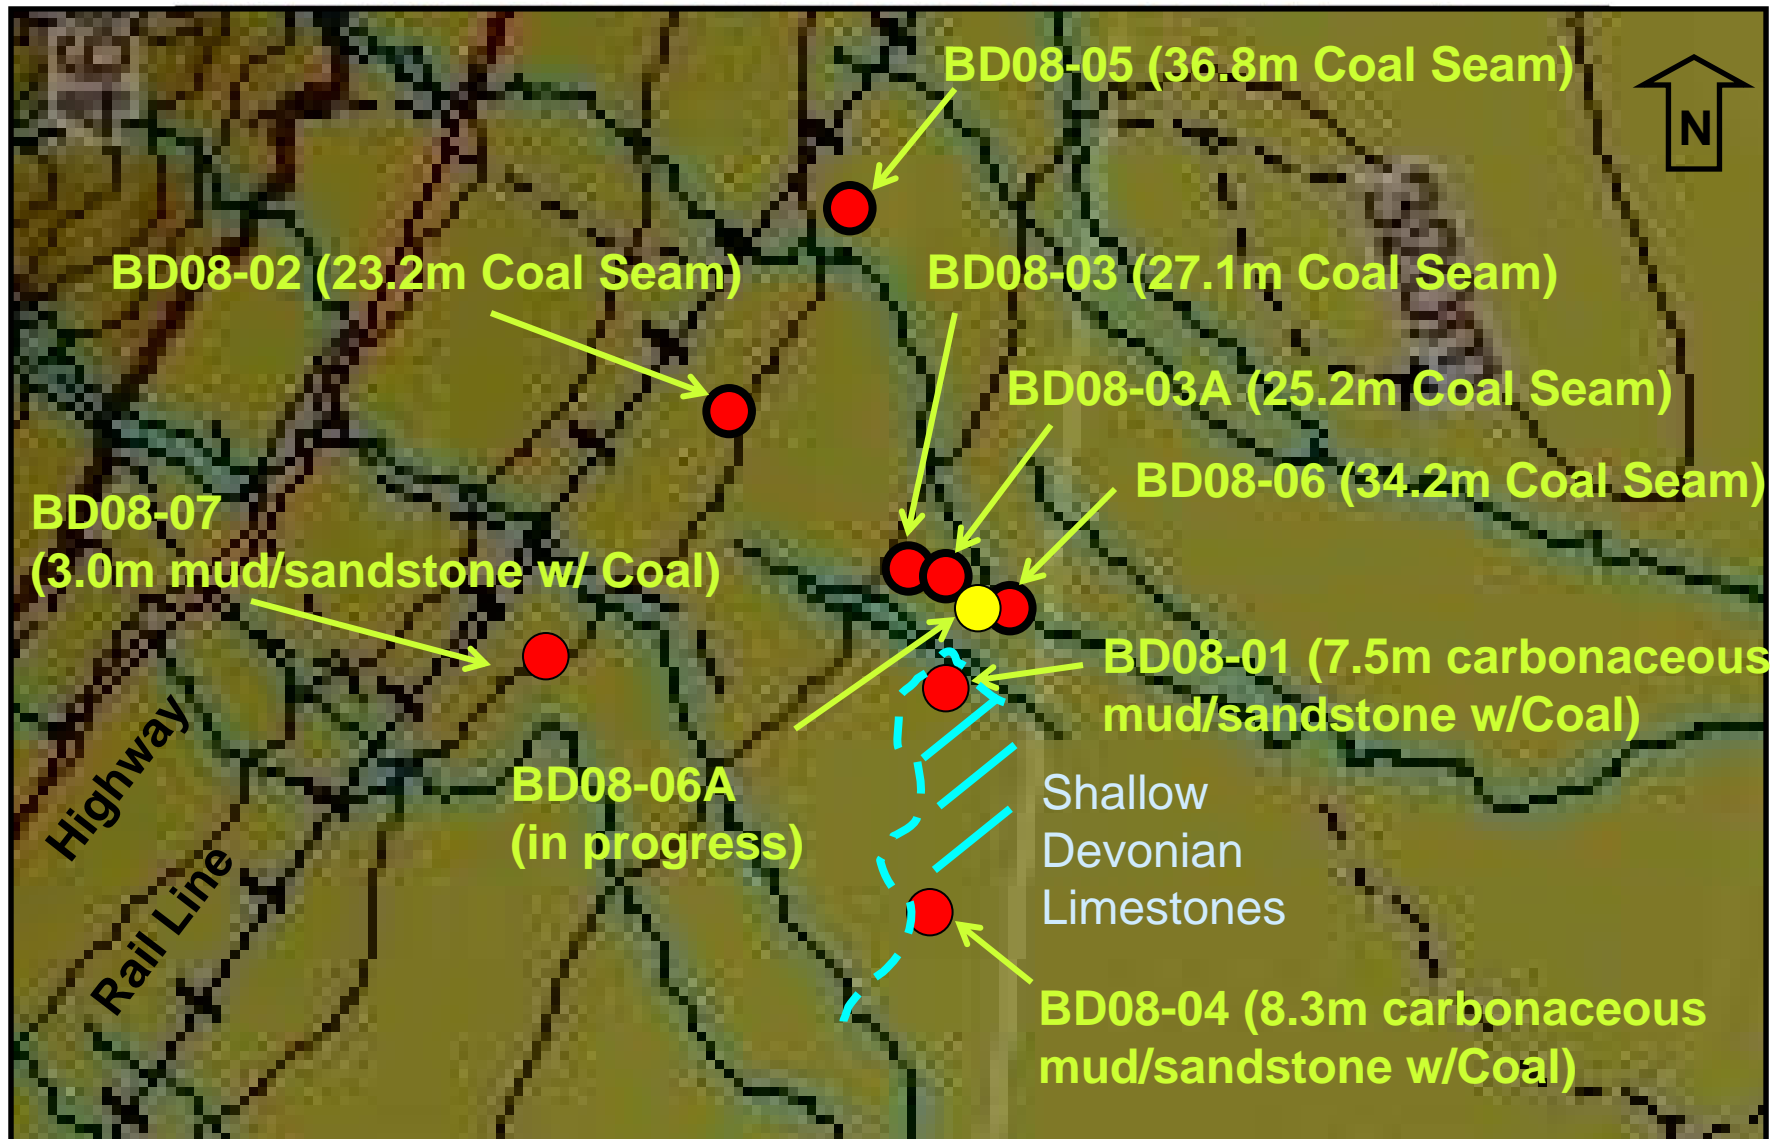 BD08-05 (36.8m Coal Seam)
N
BD08-02 (23.2m Coal Seam)
BD08-03 (27.1m Coal Seam)
BD08-03A (25.2m Coal Seam)
BD08-06 (34.2m Coal Seam)
BD08-07
(3.0m mud/sandstone w/ Coal)
BD08-01 (7.5m carbonaceous
mud/sandstone w/Coal)
Highway
BD08-06A
(in progress)
Shallow
Devonian
Limestones
Rail Line
BD08-04 (8.3m carbonaceous
mud/sandstone w/Coal)